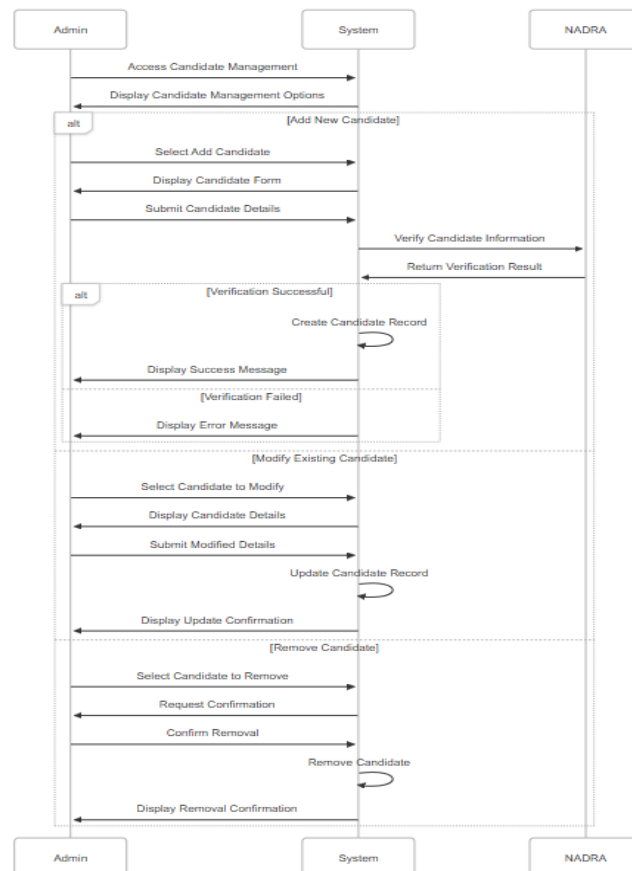 Admin
System
NADRA
Access Candidate Management
Display Candidate Management Options
alt
[Add New Candidate]
Select Add Candidate
Display Candidate Form
Submit Candidate Details
Verify Candidate Information
Return Verification Result
alt
[Verification Successful]
Create Candidate Record
Display Success Message
[Verification Failed]
Display Error Message
[Modify Existing Candidate]
Select Candidate to Modify
Display Candidate Details
Submit Modified Details
Update Candidate Record
Display Update Confirmation
[Remove Candidate]
Select Candidate to Remove
Request Confirmation
Confirm Removal
Remove Candidate
Display Removal Confirmation
Admin
System
NADRA